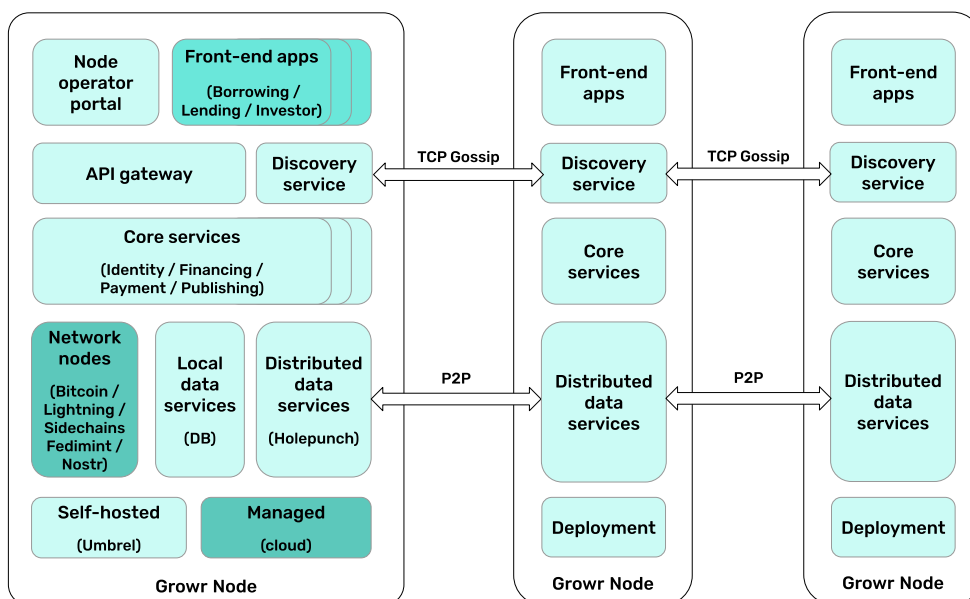 Node
operator
portal
Front-end apps
(Borrowing /
Lending / Investor)
API gateway
Discovery
service
Core services
(Identity / Financing /
Payment / Publishing)
Network
nodes
(Bitcoin /
Lightning /
Sidechains
Fedimint /
Nostr)
Local
data
services
(DB)
Distributed
data
services
(Holepunch)
Self-hosted
(Umbrel)
Managed
(cloud)
Growr Node
TCP Gossip
P2P
Front-end
apps
Discovery
service
Core
services
Distributed
data
services
Deployment
Growr Node
TCP Gossip
P2P
Front-end
apps
Discovery
service
Core
services
Distributed
data
services
Deployment
Growr Node